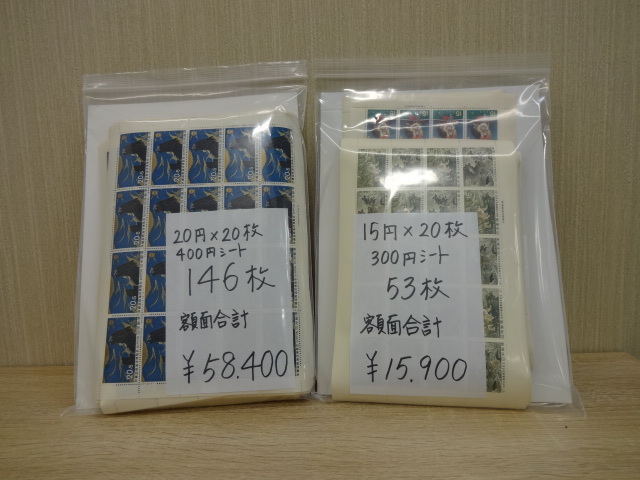 20円×20枚
400円シート
146枚
額面合計
¥58.400
15円×20枚
300円シート
53枚
額面合計
¥15.900